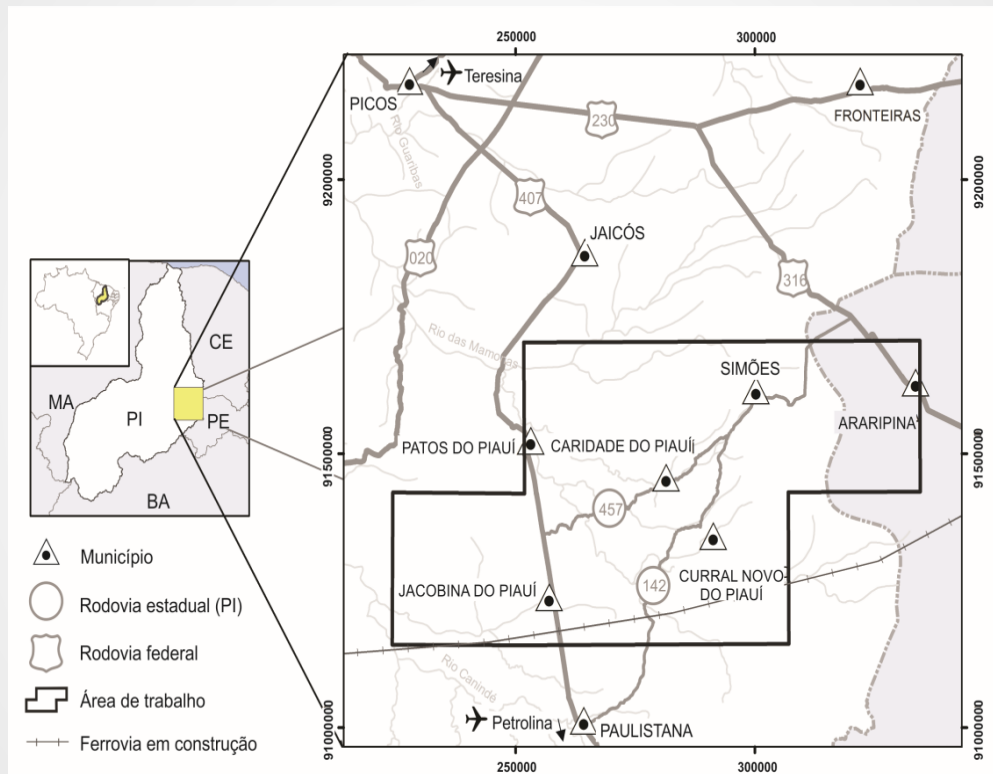 250000
300000
Teresina
PICOS
FRONTEIRAS
230
Rio Guaribas
9200000
9200000
407
JAICÓS
020
316
Rio das Mamonas
CE
MA
PI
PE
BA
SIMÕES
ARARIPINA
PATOS DO PIAUÍ
CARIDADE DO PIAUÍ
9150000
9150000
457
142
CURRAL NOVO
DO PIAUÍ
JACOBINA DO PIAUÍ
Rio Canindé
Petrolina
PAULISTANA
9100000
9100000
250000
300000
Município
Rodovia estadual (PI)
Rodovia federal
Área de trabalho
Ferrovia em construção